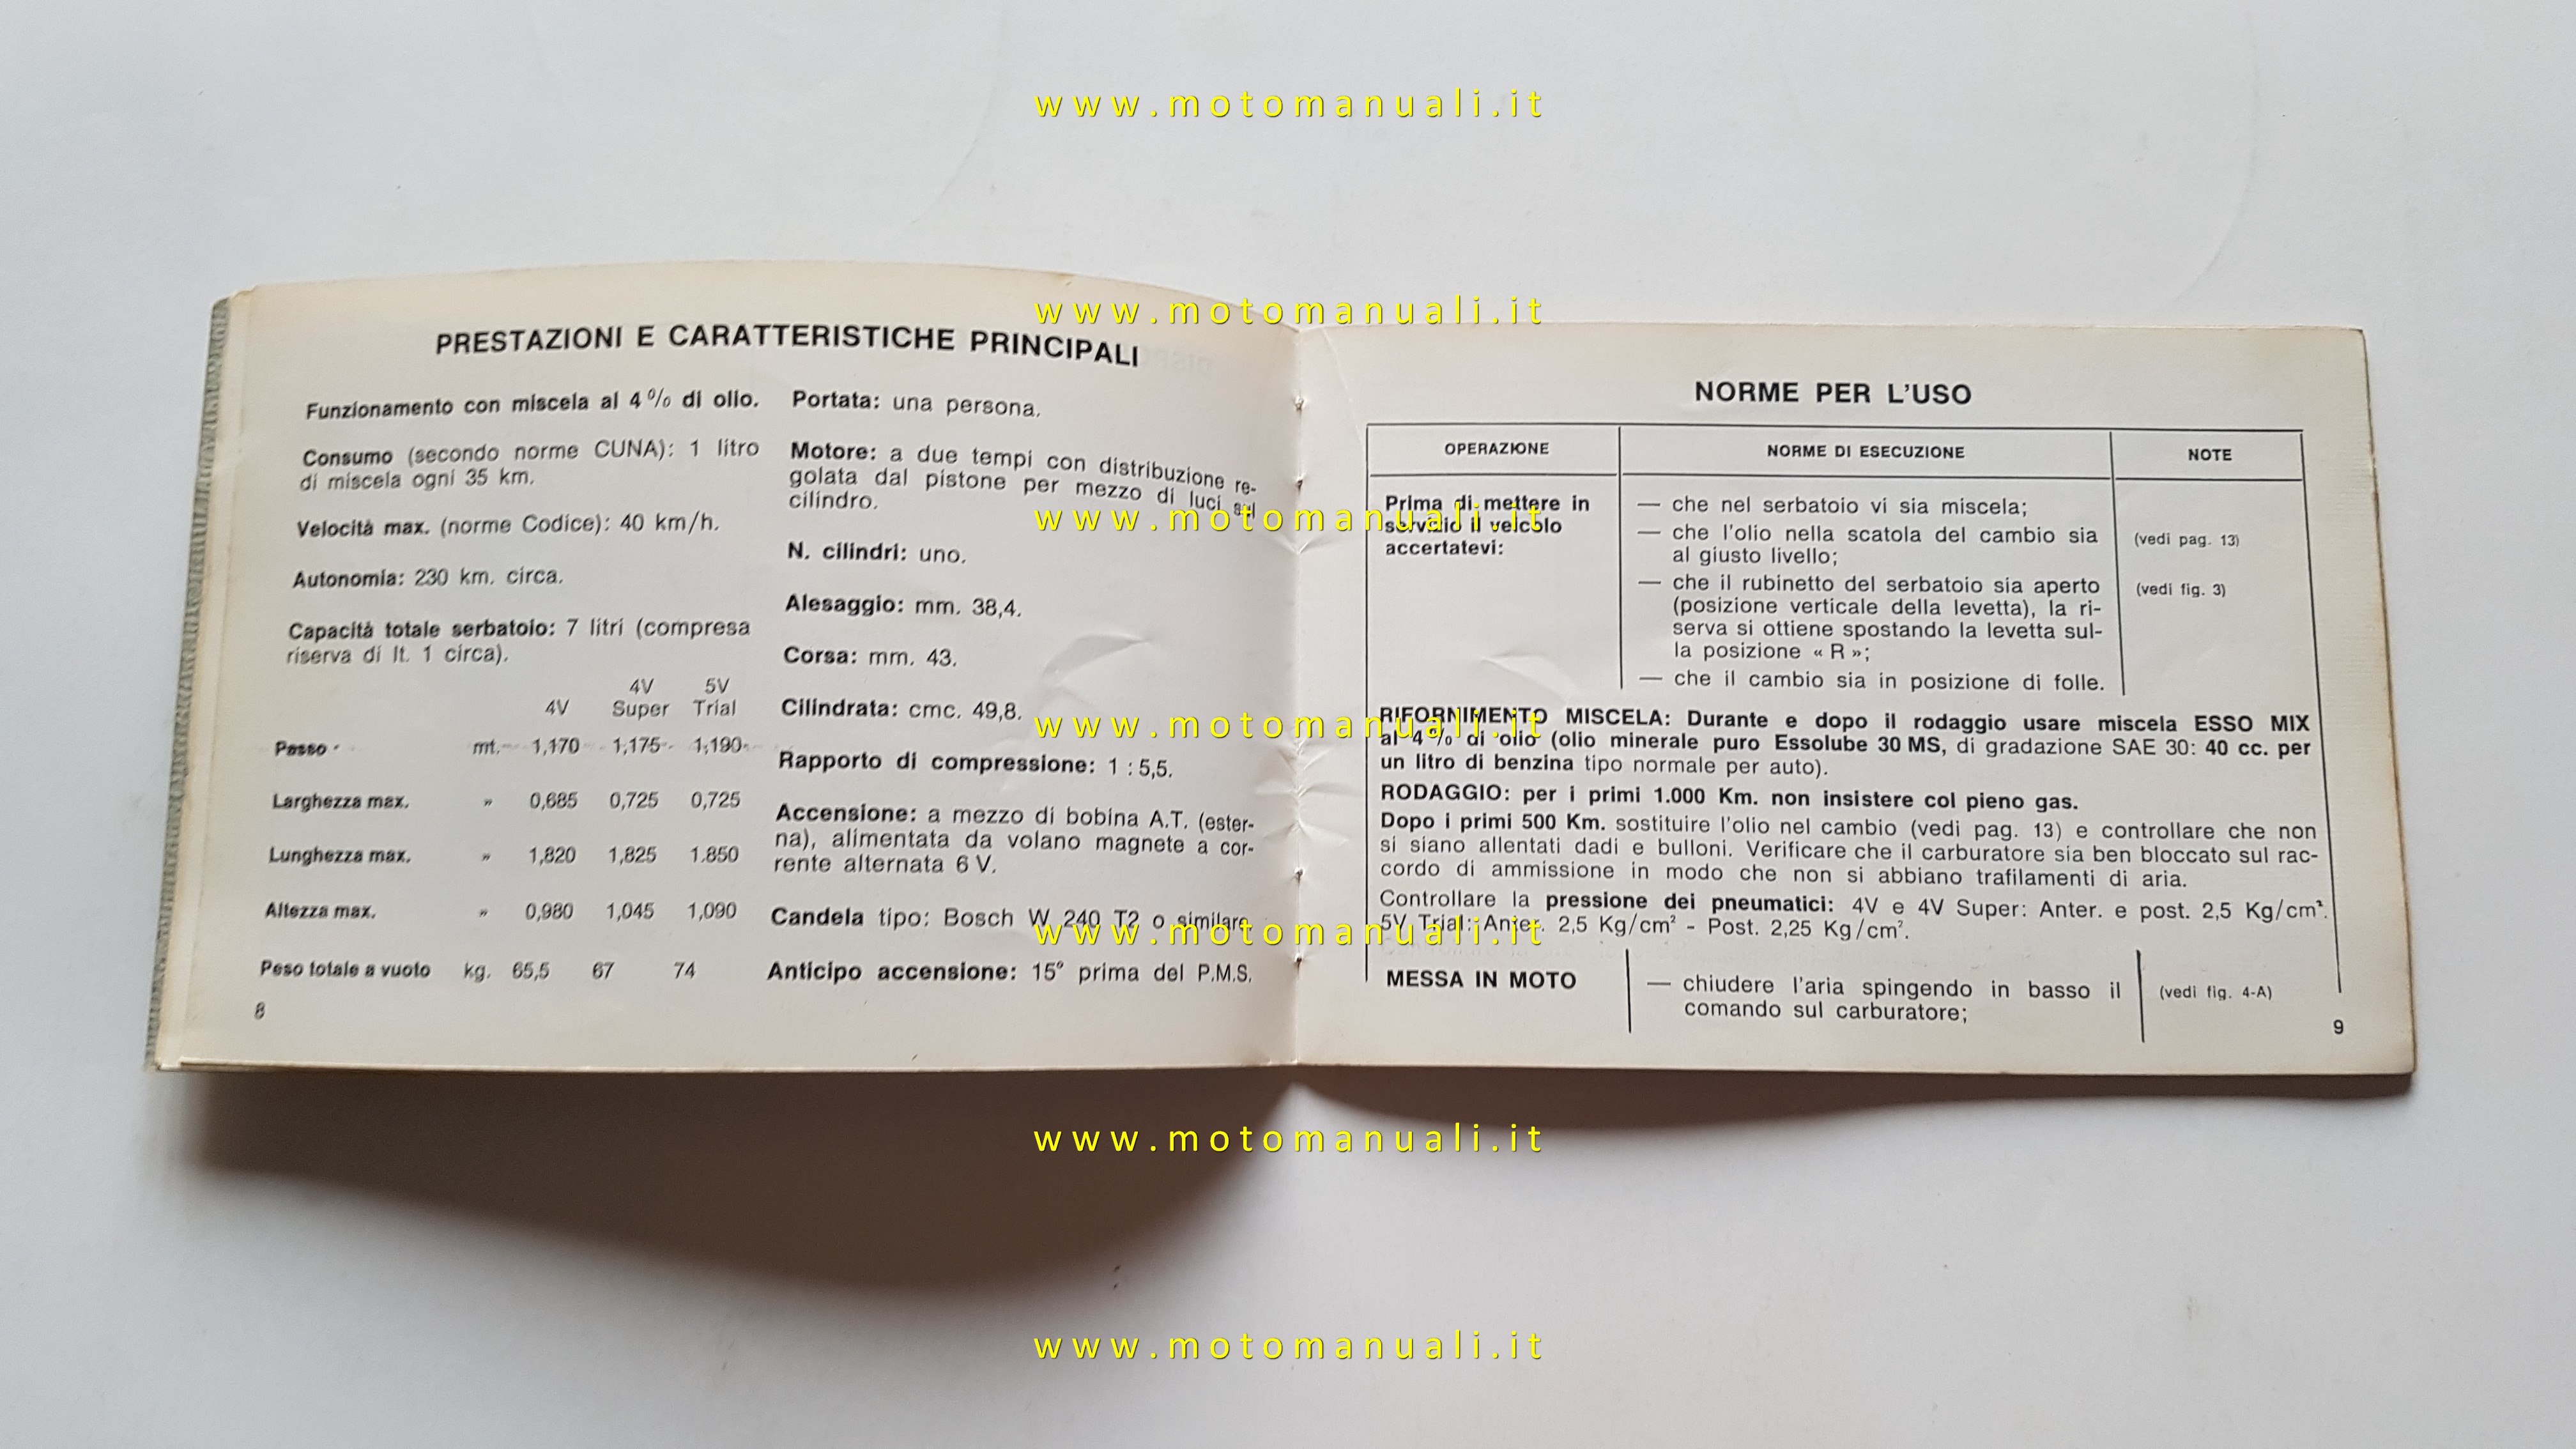 www.motomanuali.it
www.motomanuali.it
PRESTAZIONI E CARATTERISTICHE PRINCIPALI
Funzionamento con miscela al 4% di olio.
Consumo (secondo norme CUNA): 1 litro
di miscela ogni 35 km.
Velocità max. (norme Codice): 40 km/h.
Autonomia: 230 km. circa.
Capacità totale serbatoio: 7 litri (compresa
riserva di lt. 1 circa).
4V 5V
4V Super Trial
Passo mt. 1,170 1,175 1,190
Larghezza max. » 0,685 0,725 0,725
Lunghezza max. » 1,820 1,825 1.850
Altezza max. » 0,980 1,045 1,090
Peso totale a vuoto kg. 65,5 67 74
8
Portata: una persona.
Motore: a due tempi con distribuzione re-
golata dal pistone per mezzo di luci sul
cilindro.
N. cilindri: uno.
Alesaggio: mm. 38,4.
Corsa: mm. 43.
Cilindrata: cmc. 49,8.
Rapporto di compressione: 1 : 5,5.
Accensione: a mezzo di bobina A.T. (ester-
na), alimentata da volano magnete a cor-
rente alternata 6 V.
Candela tipo: Bosch W 240 T2 o similare
Anticipo accensione: 15° prima del P.M.S.
www.motomanuali.it
www.motomanuali.it
www.motomanuali.it
NORME PER L'USO
OPERAZIONE NORME DI ESECUZIONE NOTE
Prima di mettere in
servizio il veicolo
accertatevi:
— che nel serbatoio vi sia miscela;
— che l'olio nella scatola del cambio sia
al giusto livello;
(vedi pag. 13)
— che il rubinetto del serbatoio sia aperto
(posizione verticale della levetta), la ri-
serva si ottiene spostando la levetta sul-
la posizione « R »;
(vedi fig. 3)
— che il cambio sia in posizione di folle.
RIFORNIMENTO MISCELA: Durante e dopo il rodaggio usare miscela ESSO MIX
al 4% di olio (olio minerale puro Essolube 30 MS, di gradazione SAE 30: 40 cc. per
un litro di benzina tipo normale per auto).
RODAGGIO: per i primi 1.000 Km. non insistere col pieno gas.
Dopo i primi 500 Km. sostituire l'olio nel cambio (vedi pag. 13) e controllare che non
si siano allentati dadi e bulloni. Verificare che il carburatore sia ben bloccato sul rac-
cordo di ammissione in modo che non si abbiano trafilamenti di aria.
Controllare la pressione dei pneumatici: 4V e 4V Super: Anter. e post. 2,5 Kg/cm².
5V Trial: Anter. 2,5 Kg/cm² - Post. 2,25 Kg/cm².
MESSA IN MOTO
— chiudere l'aria spingendo in basso il
comando sul carburatore;
(vedi fig. 4-A)
9
www.motomanuali.it
www.motomanuali.it